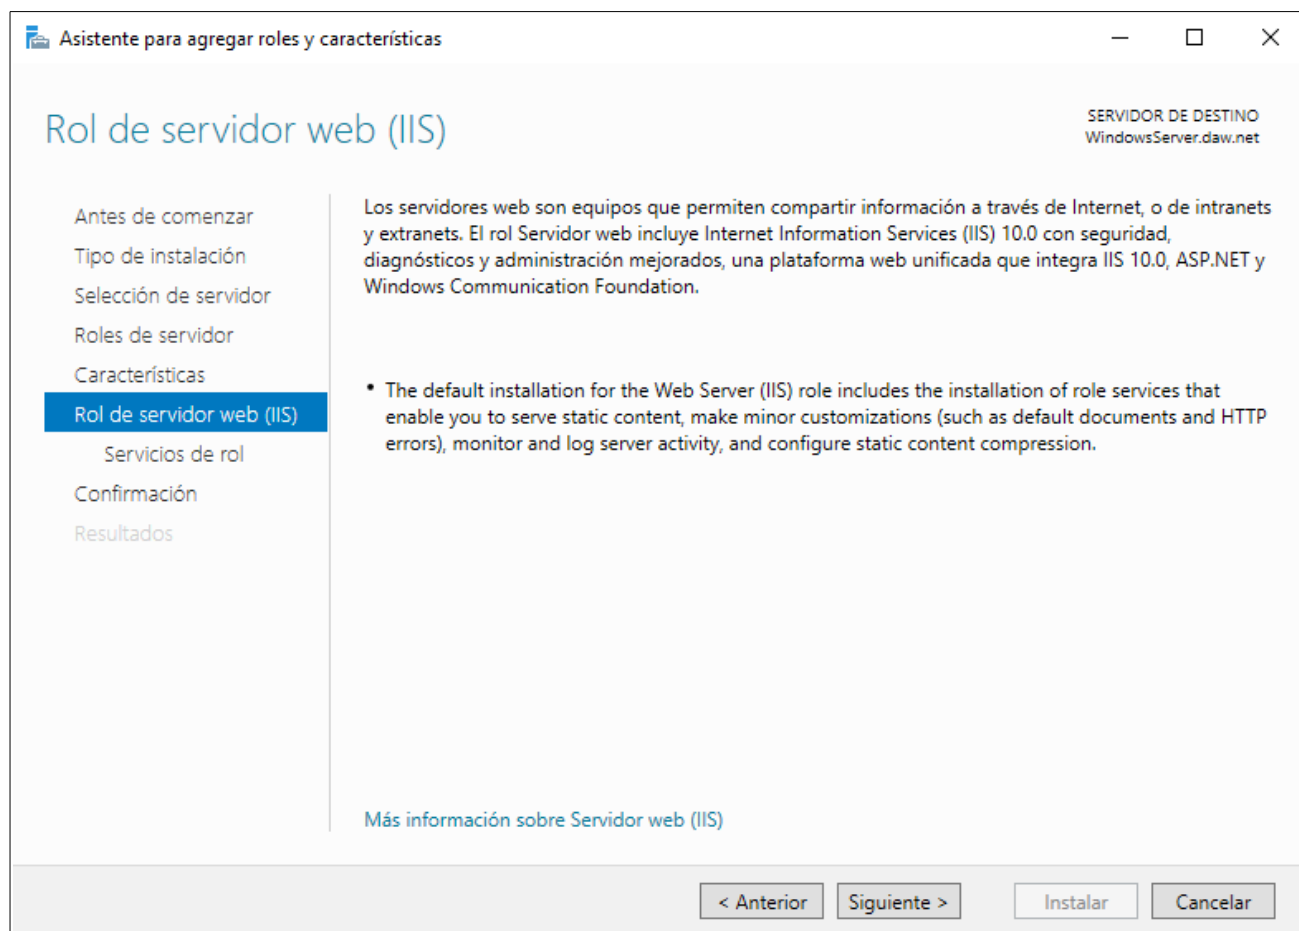 Asistente para agregar roles y características
Rol de servidor web (IIS)
SERVIDOR DE DESTINO
WindowsServer.daw.net
Antes de comenzar
Tipo de instalación
Selección de servidor
Roles de servidor
Características
Rol de servidor web (IIS)
Servicios de rol
Confirmación
Resultados
Los servidores web son equipos que permiten compartir información a través de Internet, o de intranets
y extranets. El rol Servidor web incluye Internet Information Services (IIS) 10.0 con seguridad,
diagnósticos y administración mejorados, una plataforma web unificada que integra IIS 10.0, ASP.NET y
Windows Communication Foundation.
• The default installation for the Web Server (IIS) role includes the installation of role services that
enable you to serve static content, make minor customizations (such as default documents and HTTP
errors), monitor and log server activity, and configure static content compression.
Más información sobre Servidor web (IIS)
< Anterior
Siguiente >
Instalar
Cancelar